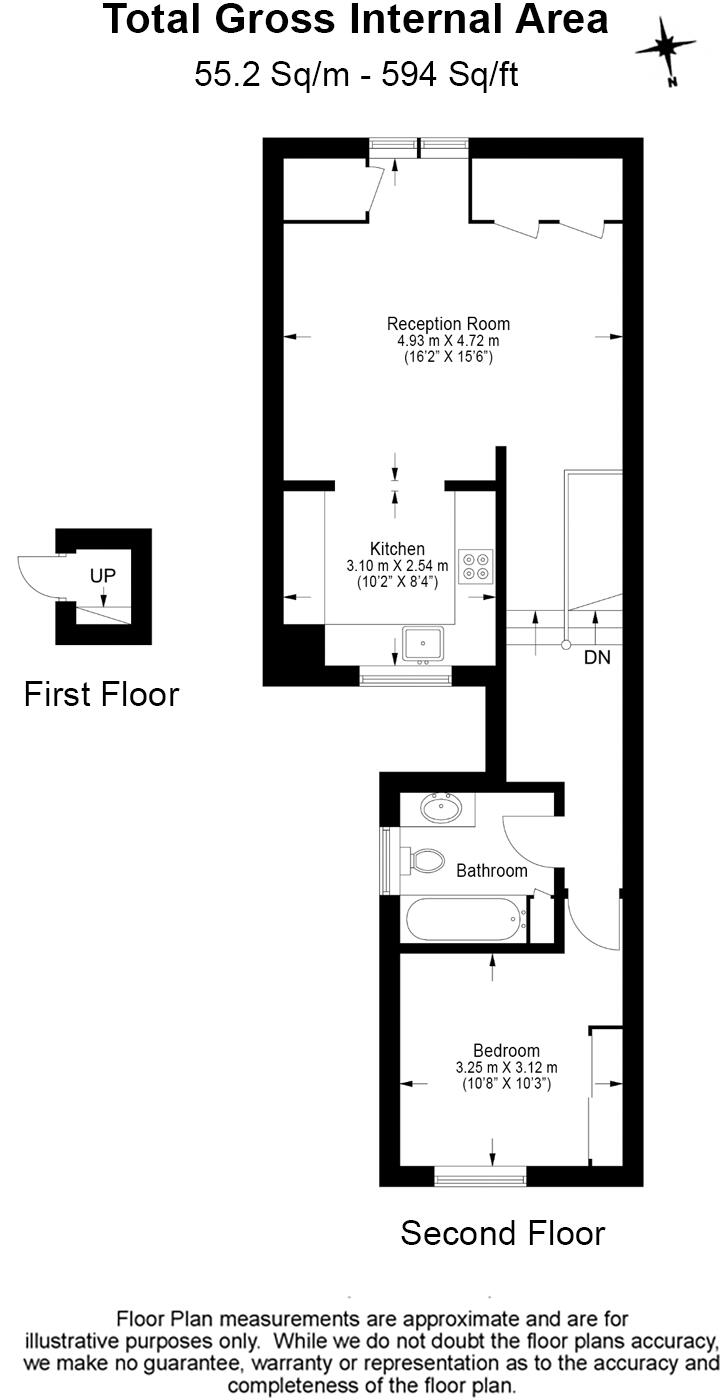 Total Gross Internal Area
55.2 Sq/m - 594 Sq/ft
N
Reception Room
4.93 m X 4.72 m
(16'2" X 15'6")
Kitchen
3.10 m X 2.54 m
(10'2" X 8'4")
UP
First Floor
DN
Bathroom
Bedroom
3.25 m X 3.12 m
(10'8" X 10'3")
Second Floor
Floor Plan measurements are approximate and are for
illustrative purposes only. While we do not doubt the floor plans accuracy,
we make no guarantee, warranty or representation as to the accuracy and
completeness of the floor plan.